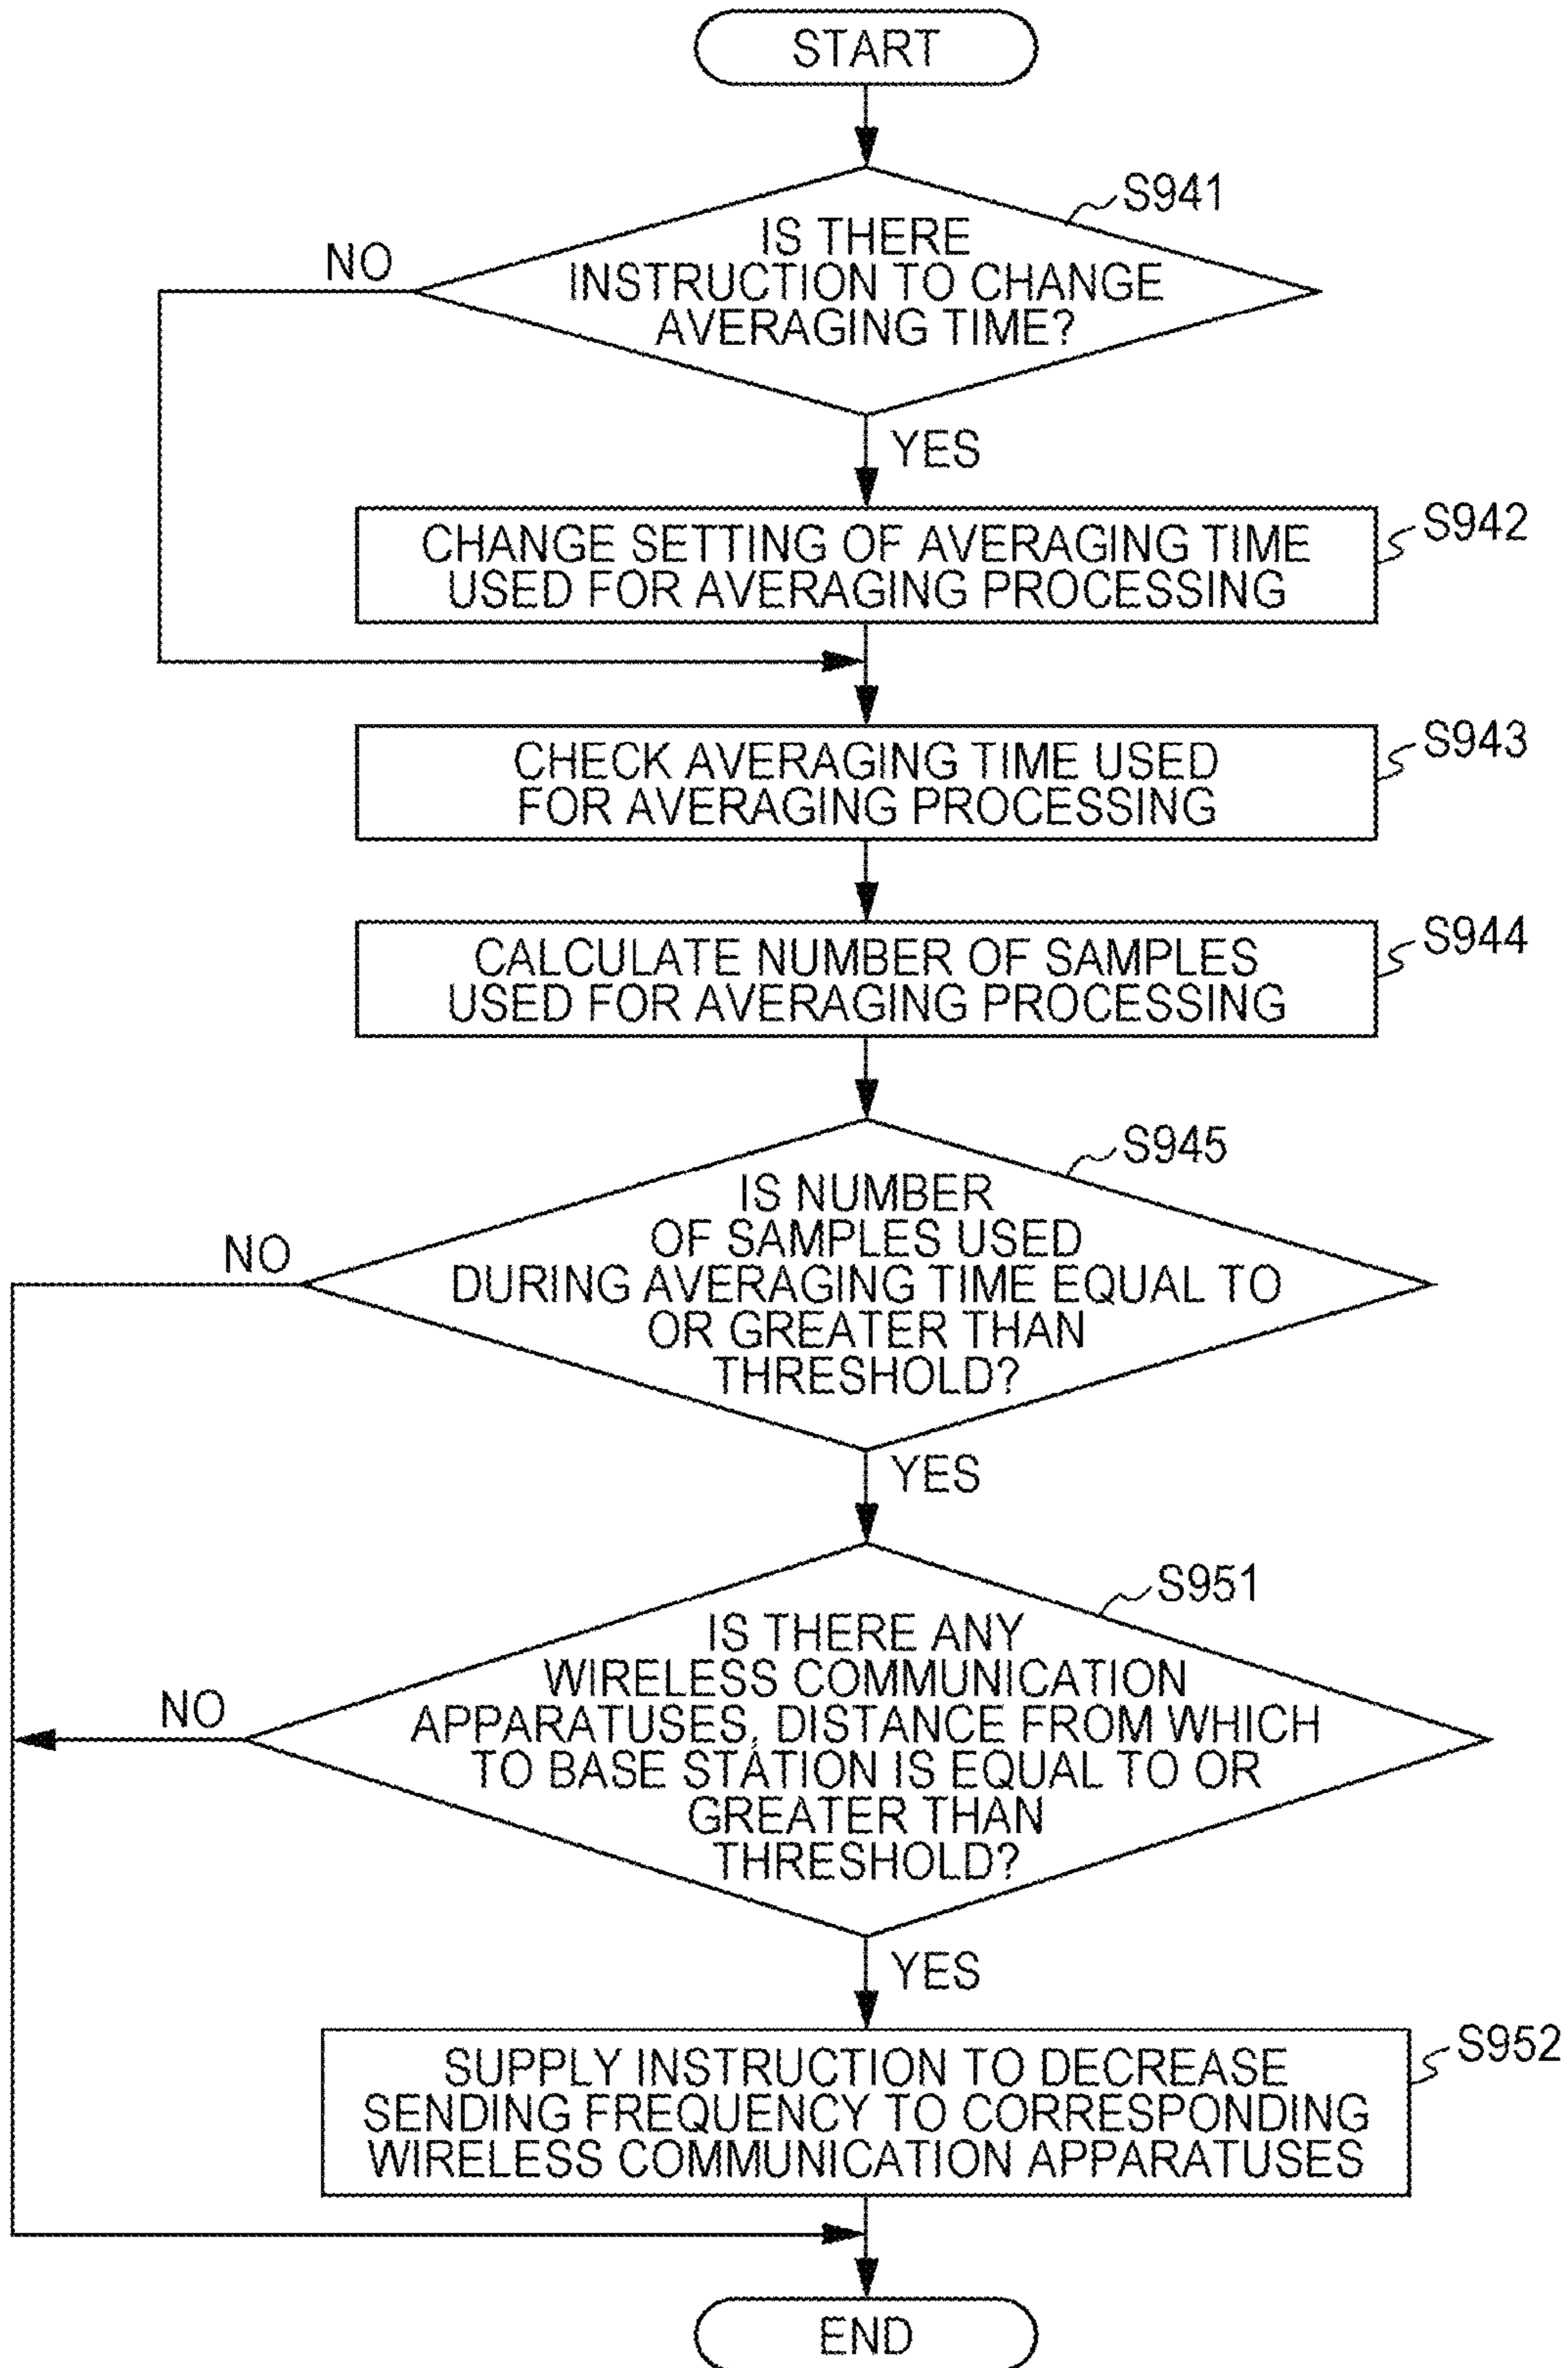 START
S941
IS THERE
INSTRUCTION TO CHANGE
AVERAGING TIME?
NO
YES
S942
CHANGE SETTING OF AVERAGING TIME
USED FOR AVERAGING PROCESSING
S943
CHECK AVERAGING TIME USED
FOR AVERAGING PROCESSING
S944
CALCULATE NUMBER OF SAMPLES
USED FOR AVERAGING PROCESSING
S945
IS NUMBER
OF SAMPLES USED
DURING AVERAGING TIME EQUAL TO
OR GREATER THAN
THRESHOLD?
NO
YES
S951
IS THERE ANY
WIRELESS COMMUNICATION
APPARATUSES, DISTANCE FROM WHICH
TO BASE STATION IS EQUAL TO OR
GREATER THAN
THRESHOLD?
NO
YES
S952
SUPPLY INSTRUCTION TO DECREASE
SENDING FREQUENCY TO CORRESPONDING
WIRELESS COMMUNICATION APPARATUSES
END